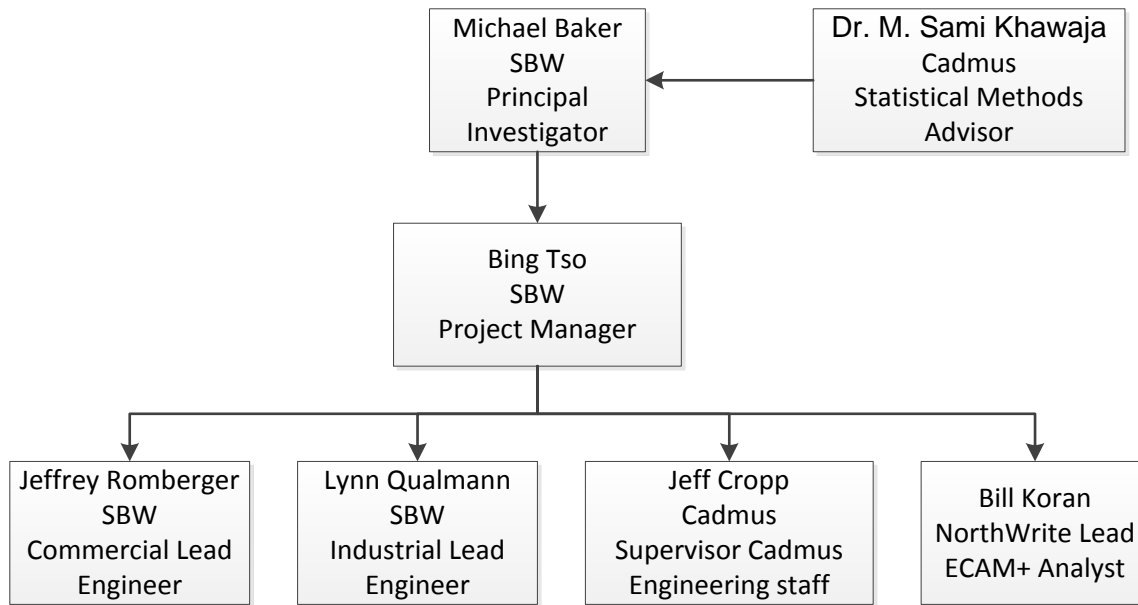 Michael Baker
SBW
Principal
Investigator
Dr. M. Sami Khawaja
Cadmus
Statistical Methods
Advisor
Bing Tso
SBW
Project Manager
Jeffrey Romberger
SBW
Commercial Lead
Engineer
Lynn Qualmann
SBW
Industrial Lead
Engineer
Jeff Cropp
Cadmus
Supervisor Cadmus
Engineering staff
Bill Koran
NorthWrite Lead
ECAM+ Analyst